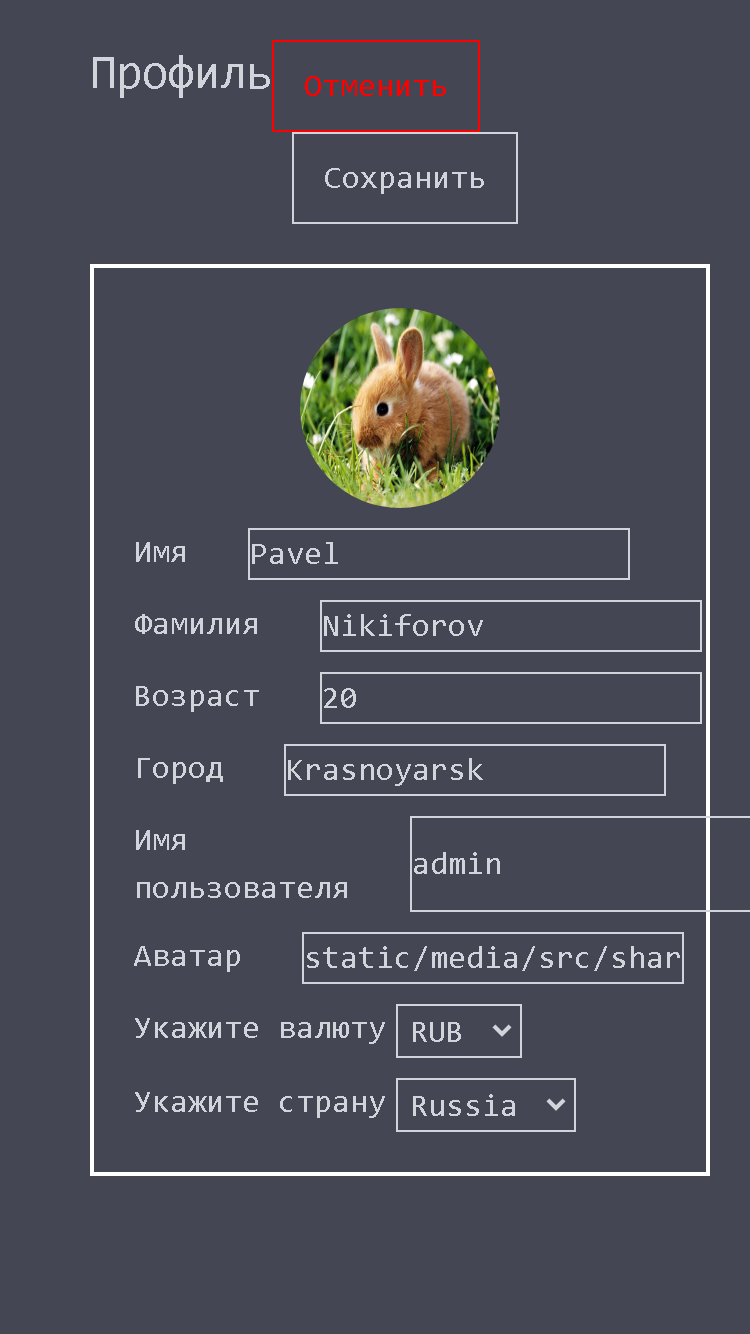 Профиль Отменить
Сохранить
Имя Pavel
Фамилия Nikiforov
Возраст 20
Город Krasnoyarsk
Имя
пользователя admin
Аватар static/media/src/shar
Укажите валюту RUB
Укажите страну Russia